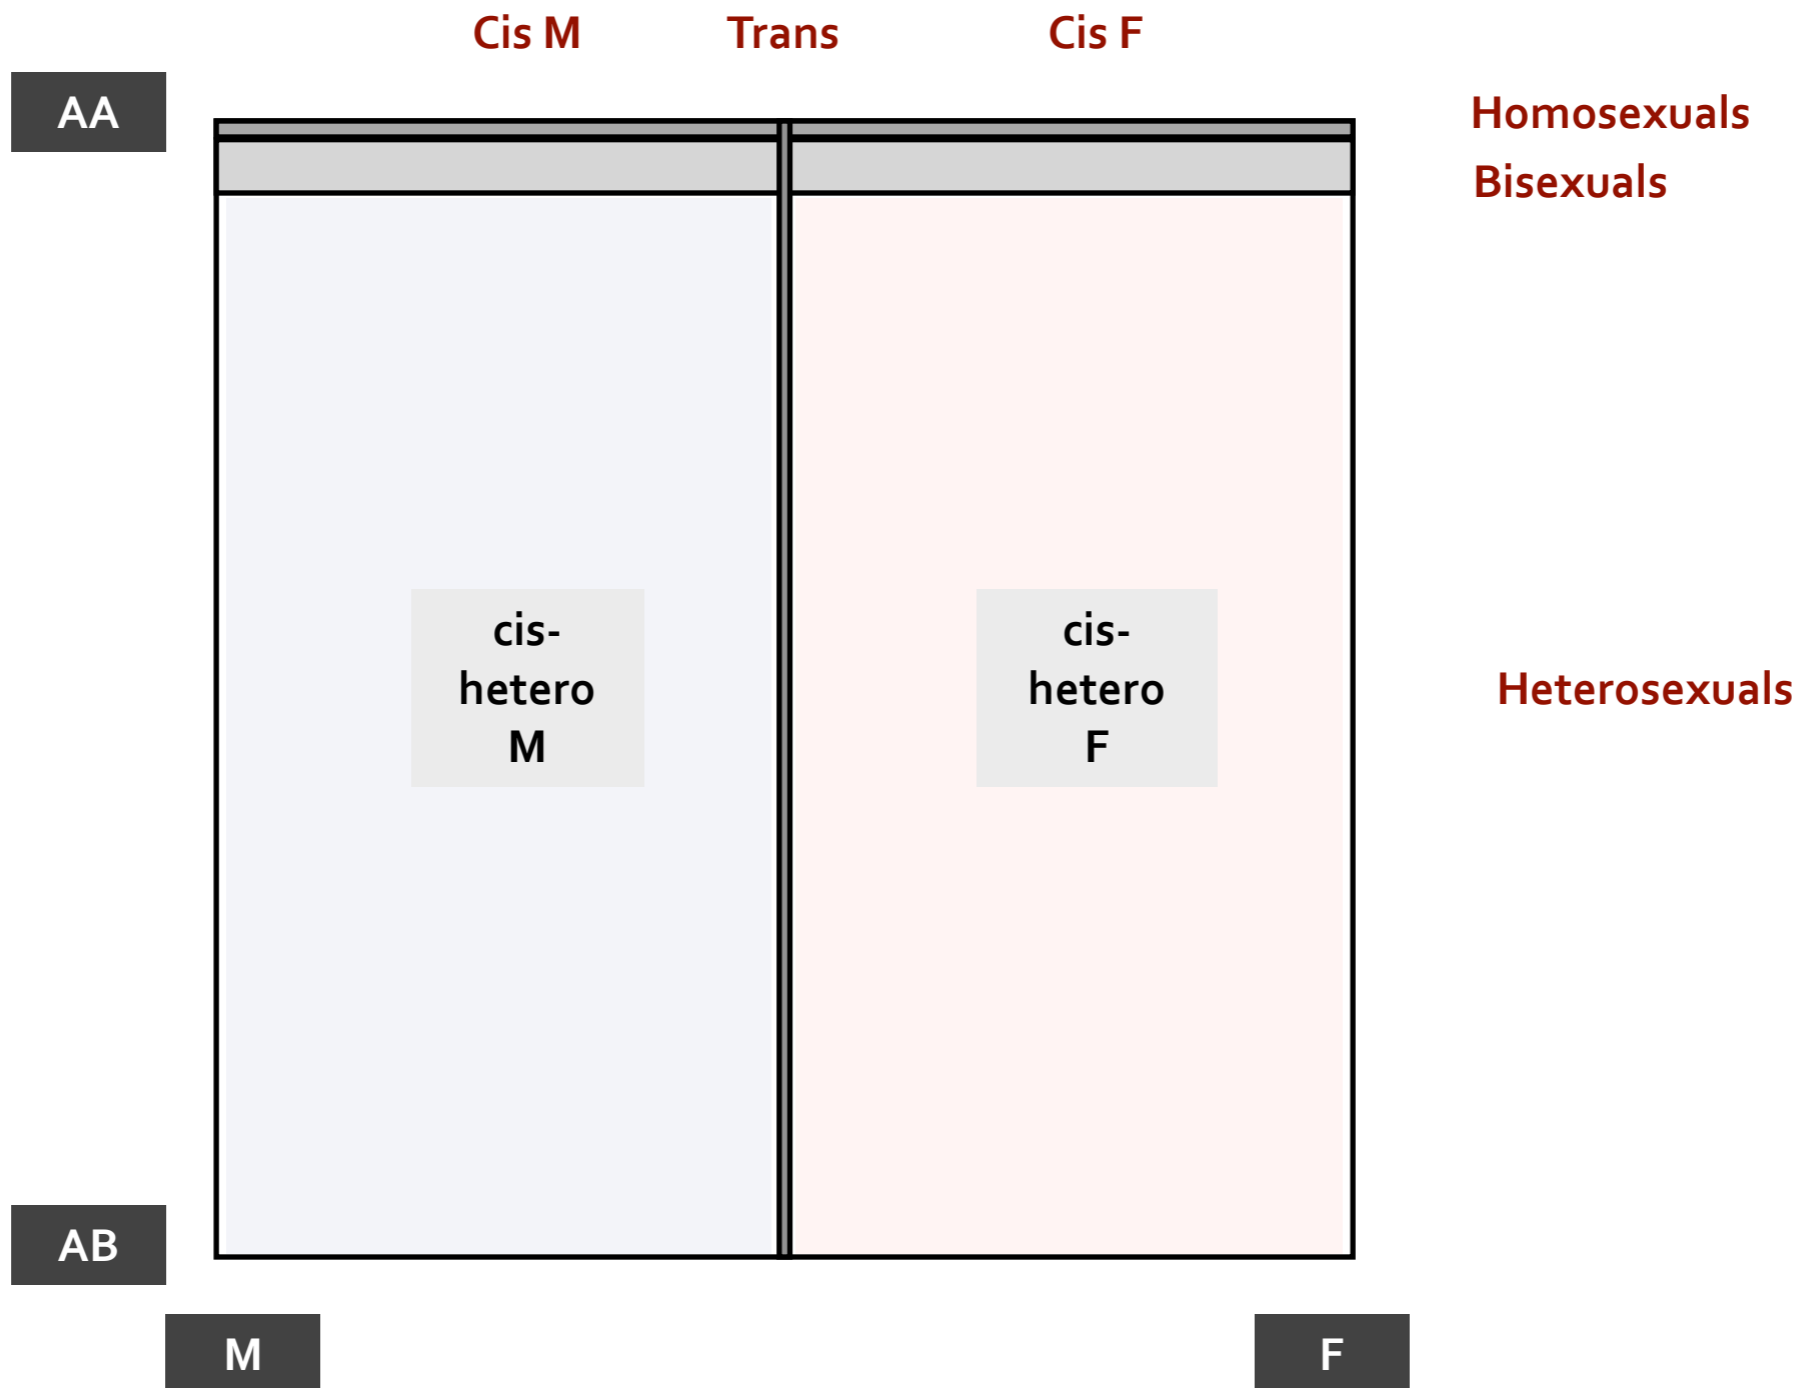 Cis M Trans Cis F
AA
Homosexuals
Bisexuals
cis-
hetero
M
cis-
hetero
F
Heterosexuals
AB
M F